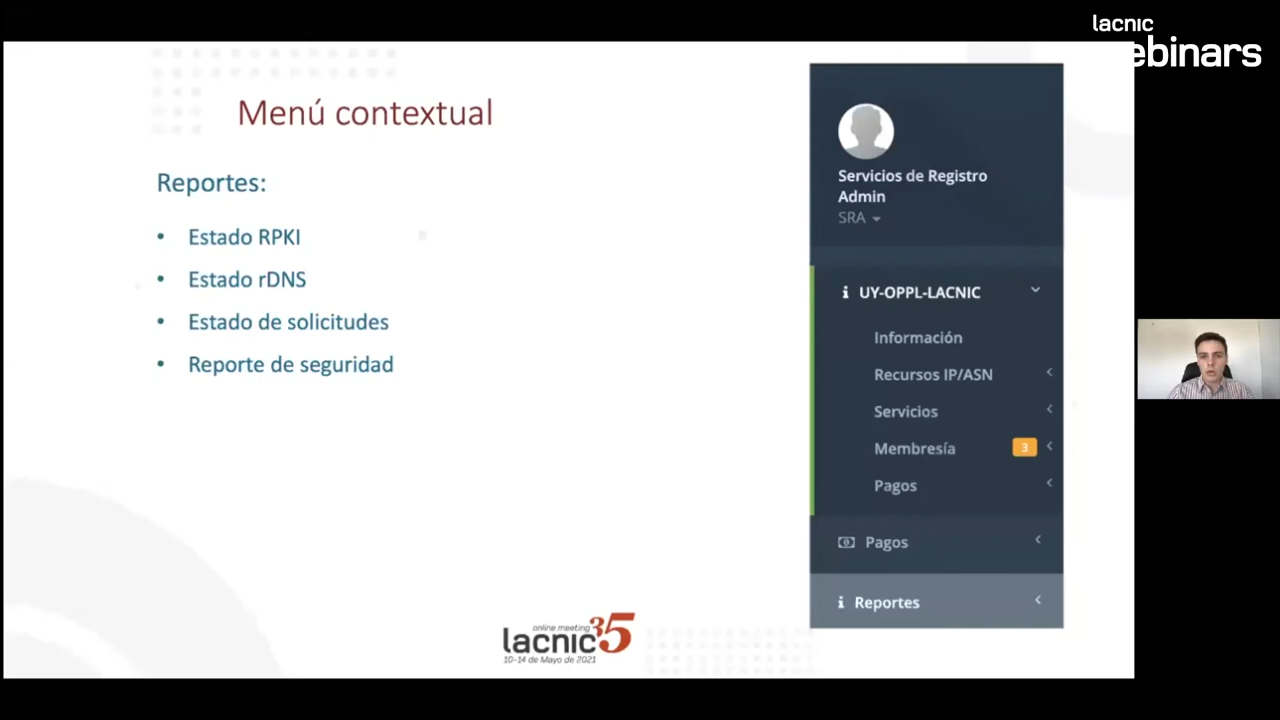 lacnic
ebinars
Menú contextual
Reportes:
• Estado RPKI
• Estado rDNS
• Estado de solicitudes
• Reporte de seguridad
Servicios de Registro
Admin
SRA
UY-OPPL-LACNIC
Información
Recursos IP/ASN
Servicios
Membresía 3
Pagos
Pagos
Reportes
online meeting
lacnic 35
10-14 de Mayo de 2021